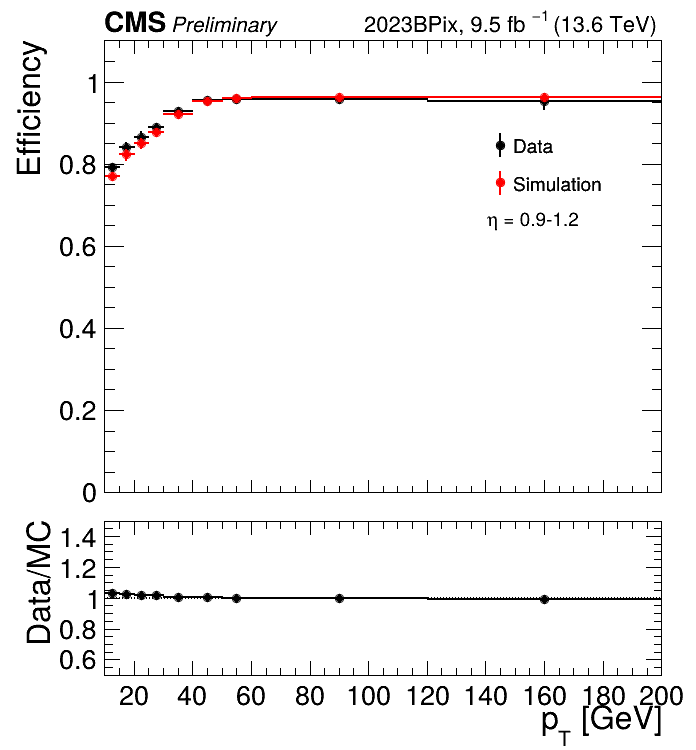 CMS Preliminary 2023BPix, 9.5 fb⁻¹ (13.6 TeV)
Efficiency
1
0.8
0.6
0.4
0.2
0
Data
Simulation
η = 0.9-1.2
Data/MC
1.4
1.2
1
0.8
0.6
20 40 60 80 100 120 140 160 180 200
p_T [GeV]